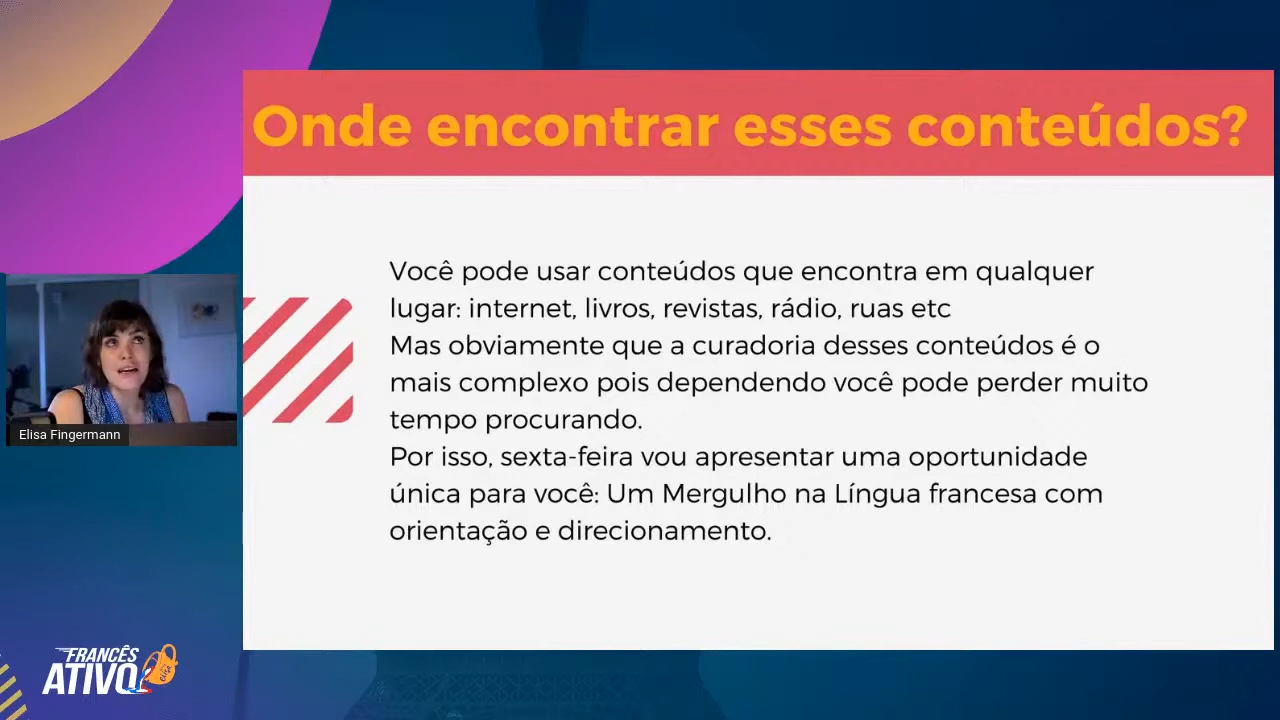 Onde encontrar esses conteúdos?
Você pode usar conteúdos que encontra em qualquer
lugar: internet, livros, revistas, rádio, ruas etc
Mas obviamente que a curadoria desses conteúdos é o
mais complexo pois dependendo você pode perder muito
tempo procurando.
Por isso, sexta-feira vou apresentar uma oportunidade
única para você: Um Mergulho na Língua francesa com
orientação e direcionamento.
Elisa Fingermann
FRANCÊS
ATIVO